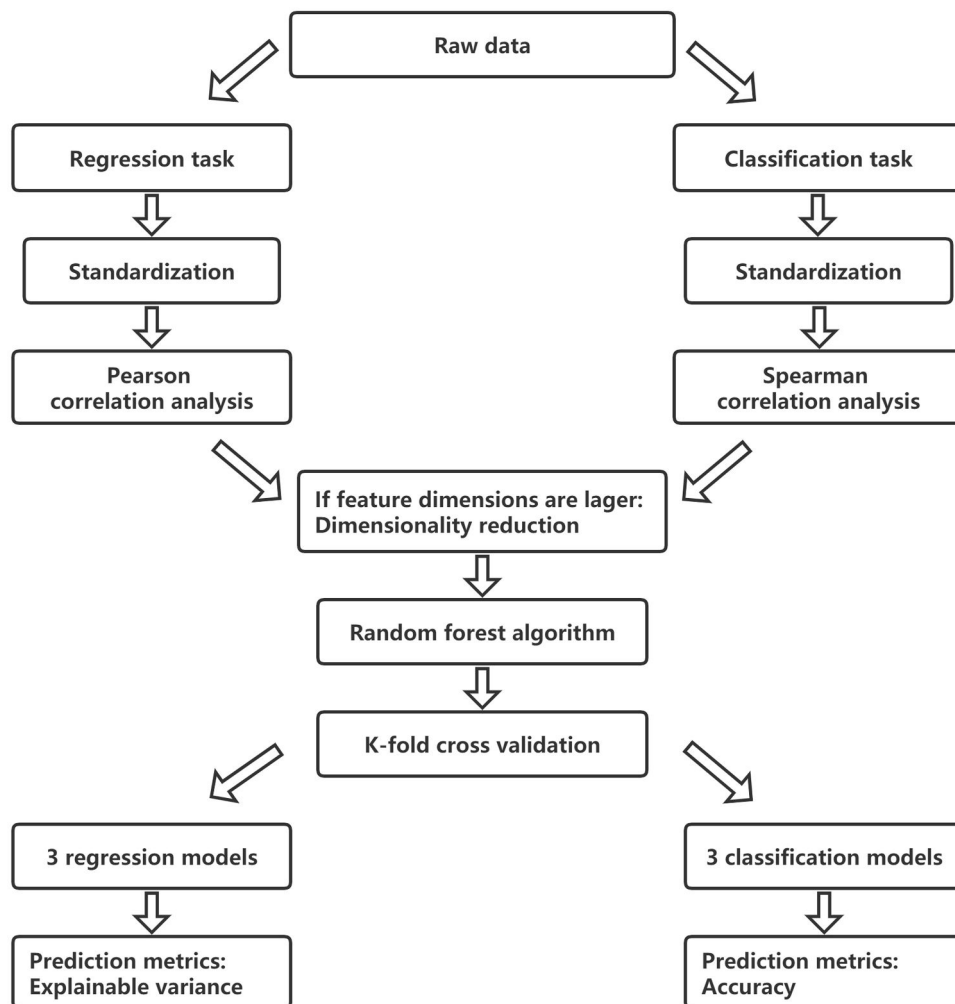 Raw data
Regression task
Classification task
Standardization
Standardization
Pearson
correlation analysis
Spearman
correlation analysis
If feature dimensions are lager:
Dimensionality reduction
Random forest algorithm
K-fold cross validation
3 regression models
3 classification models
Prediction metrics:
Explainable variance
Prediction metrics:
Accuracy